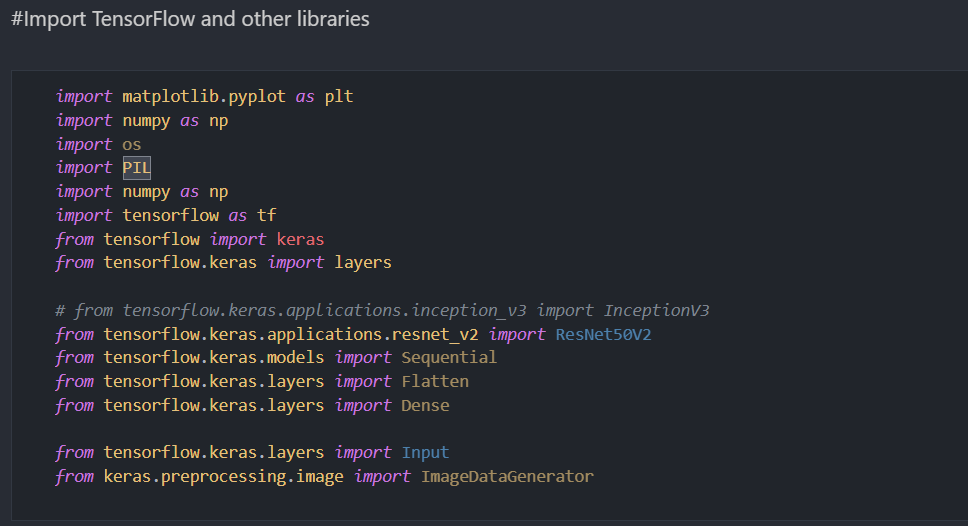 #Import TensorFlow and other libraries
import matplotlib.pyplot as plt
import numpy as np
import os
import PIL
import numpy as np
import tensorflow as tf
from tensorflow import keras
from tensorflow.keras import layers
# from tensorflow.keras.applications.inception_v3 import InceptionV3
from tensorflow.keras.applications.resnet_v2 import ResNet50V2
from tensorflow.keras.models import Sequential
from tensorflow.keras.layers import Flatten
from tensorflow.keras.layers import Dense
from tensorflow.keras.layers import Input
from keras.preprocessing.image import ImageDataGenerator